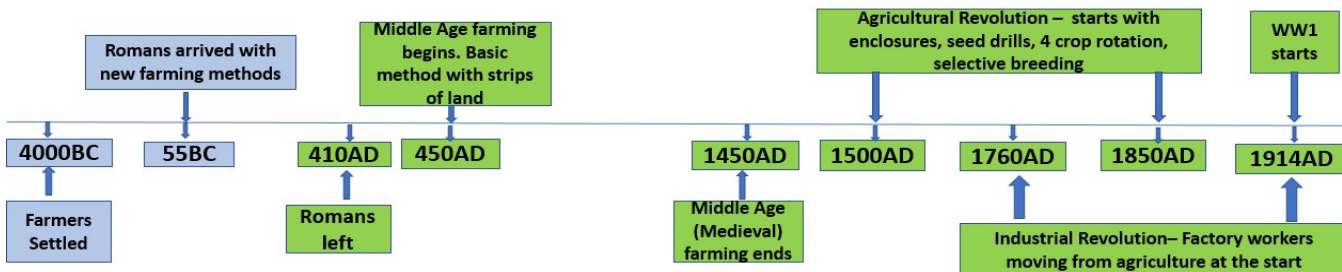 Romans arrived with
new farming methods
Middle Age farming
begins. Basic
method with strips
of land
Agricultural Revolution – starts with
enclosures, seed drills, 4 crop rotation,
selective breeding
WW1
starts
4000BC
55BC
410AD
450AD
1450AD
1500AD
1760AD
1850AD
1914AD
Farmers
Settled
Romans
left
Middle Age
(Medieval)
farming ends
Industrial Revolution– Factory workers
moving from agriculture at the start